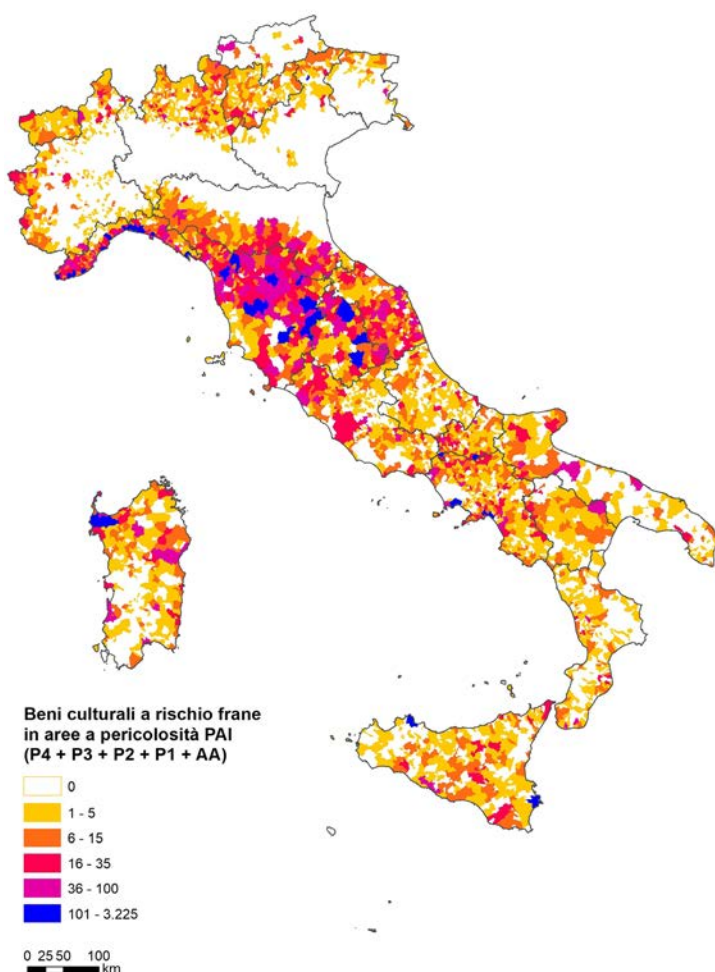 Beni culturali a rischio frane
in aree a pericolosità PAI
(P4 + P3 + P2 + P1 + AA)
0
1 - 5
6 - 15
16 - 35
36 - 100
101 - 3.225
0 25 50 100
km